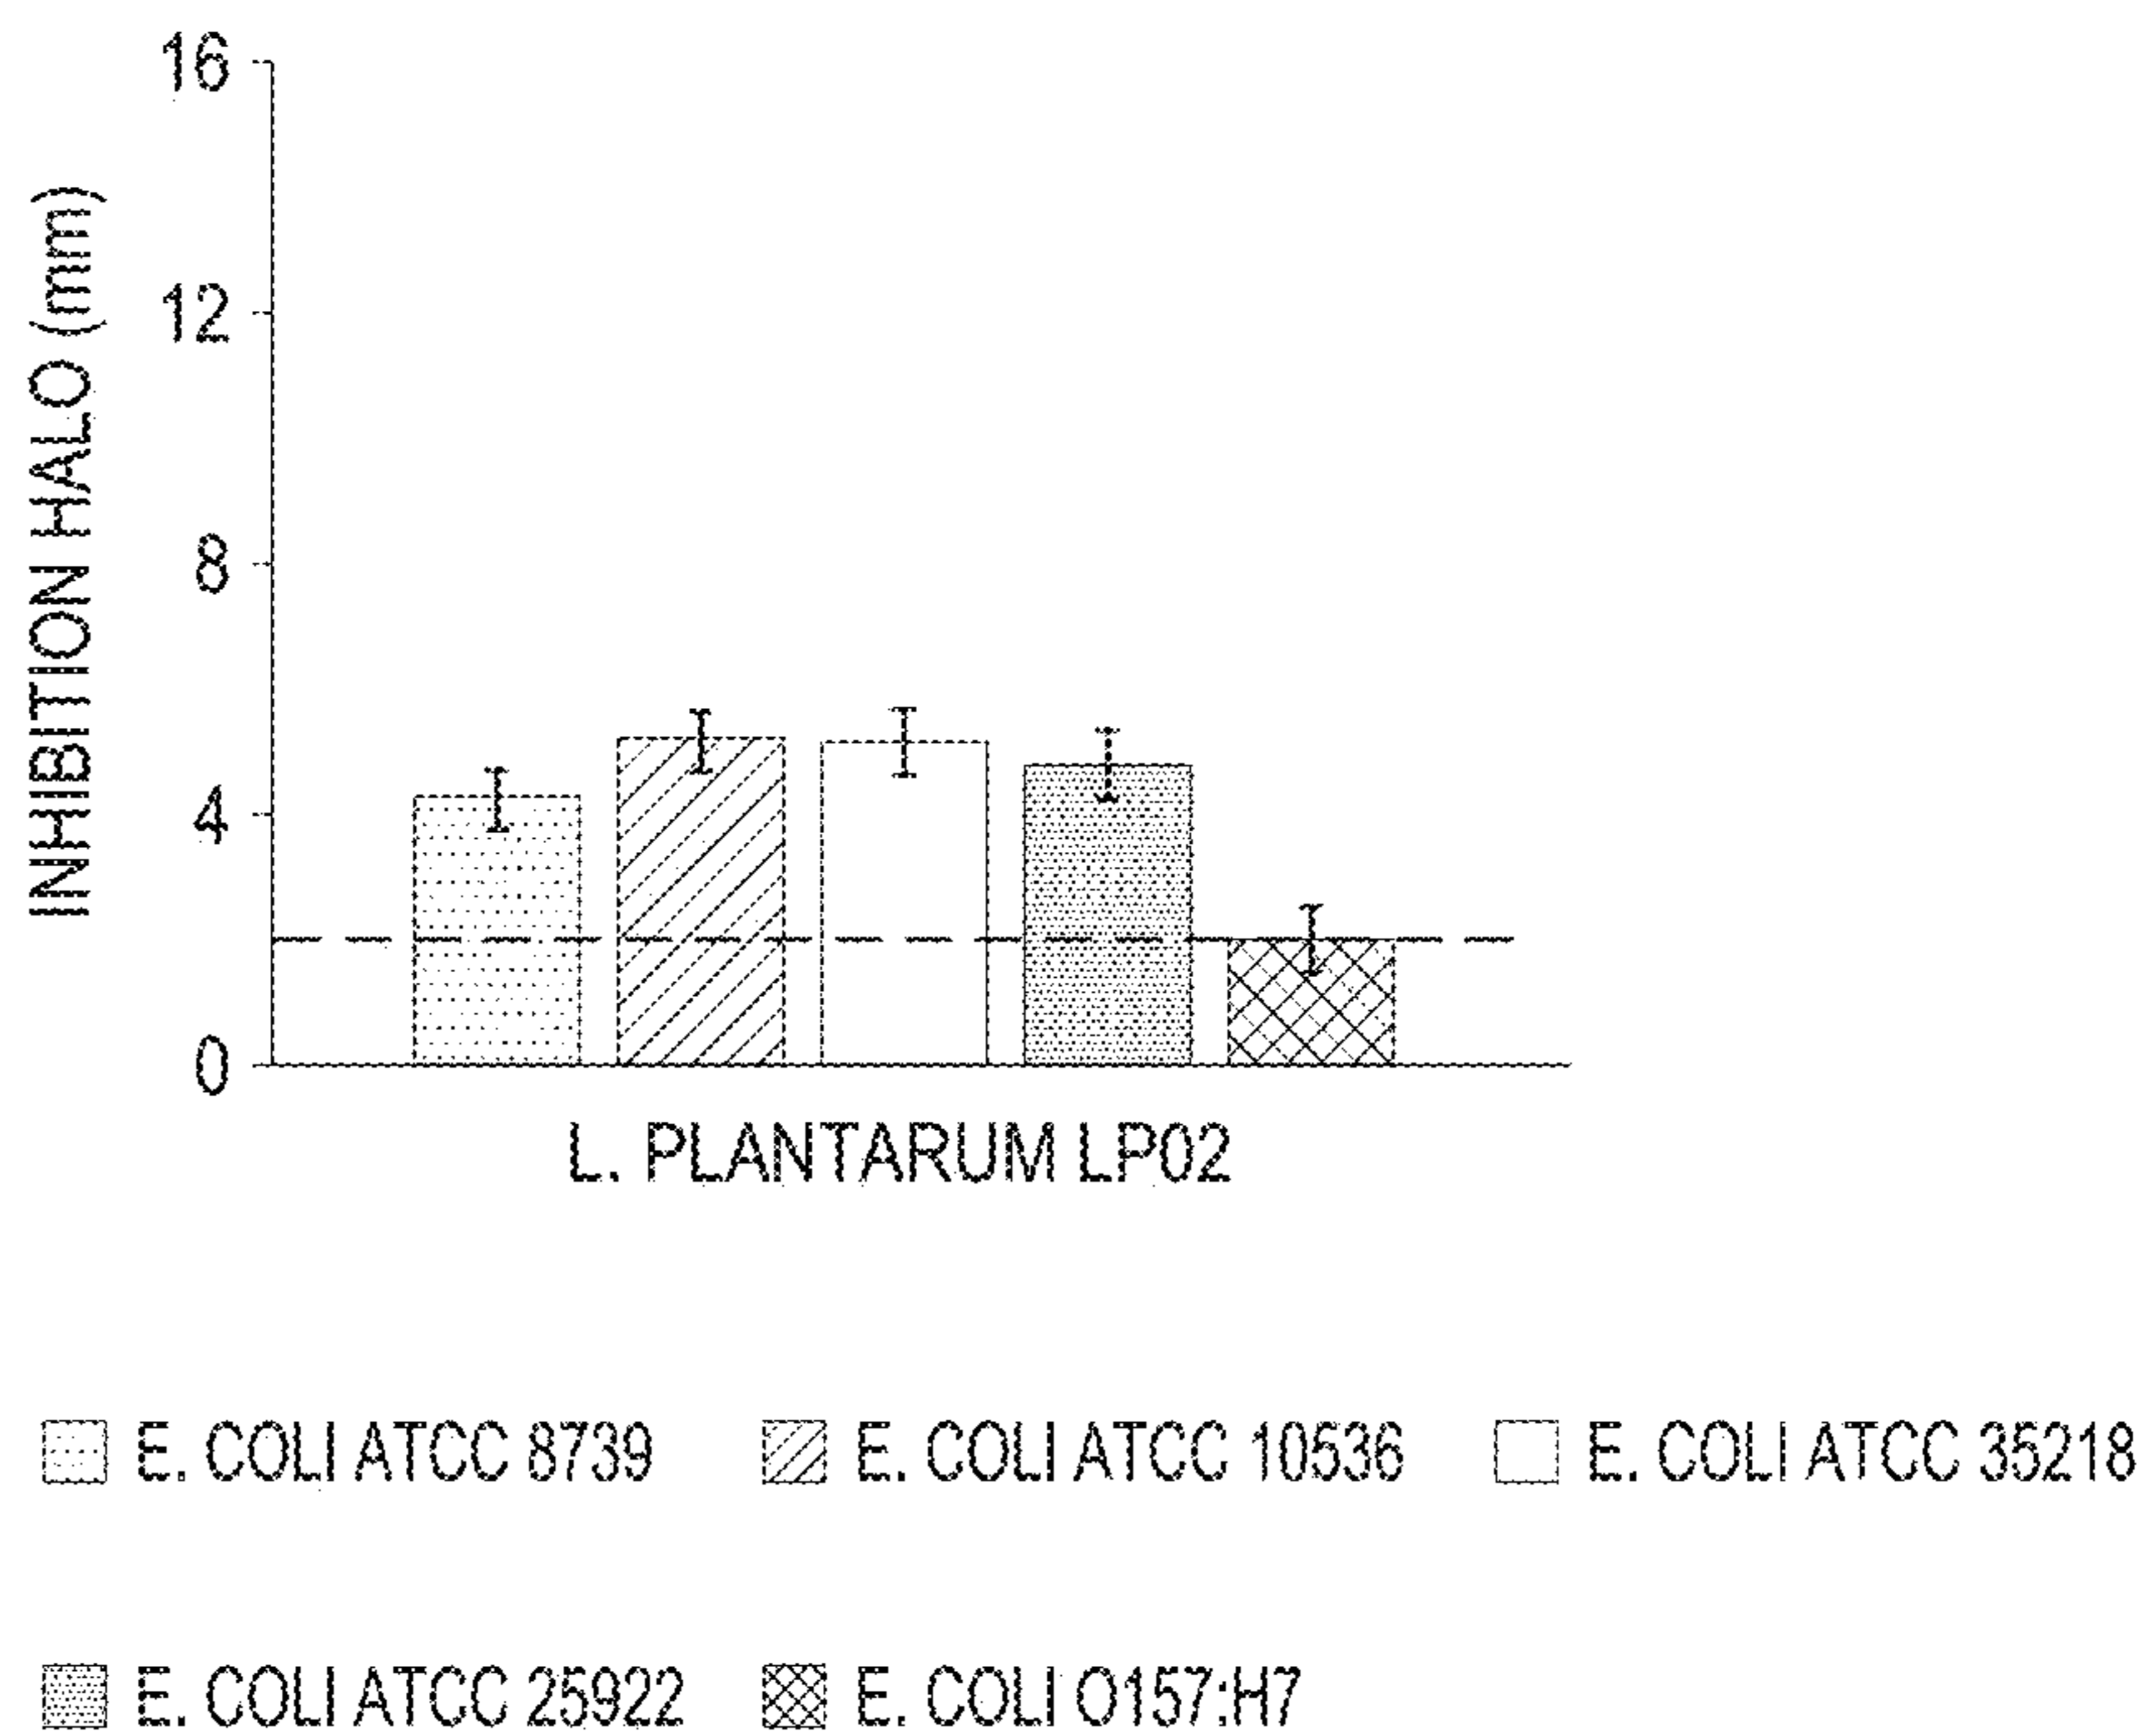 16
12
8
4
0
INHIBITION HALO (mm)
L. PLANTARUM LP02
E. COLI ATCC 8739
E. COLI ATCC 10536
E. COLI ATCC 35218
E. COLI ATCC 25922
E. COLI O157:H7